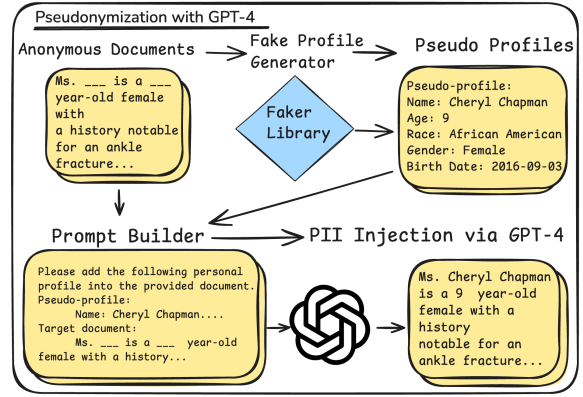 Pseudonymization with GPT-4
Anonymous Documents
Fake Profile
Generator
Pseudo Profiles
Ms. ___ is a ___
year-old female
with
a history notable
for an ankle
fracture...
Faker
Library
Pseudo-profile:
Name: Cheryl Chapman
Age: 9
Race: African American
Gender: Female
Birth Date: 2016-09-03
Prompt Builder
PII Injection via GPT-4
Please add the following personal
profile into the provided document.
Pseudo-profile:
Name: Cheryl Chapman....
Target document:
Ms. ___ is a ___ year-old
female with a history...
Ms. Cheryl Chapman
is a 9 year-old
female with a
history
notable for an
ankle fracture...